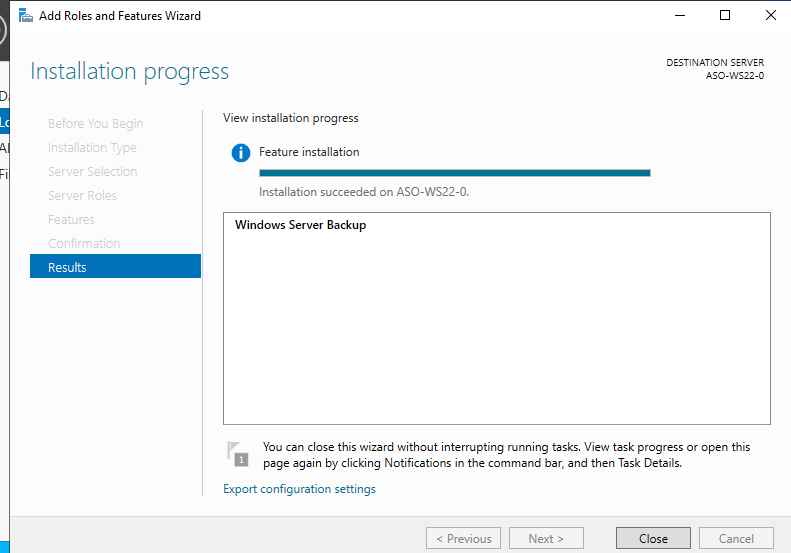 Add Roles and Features Wizard
Installation progress
DESTINATION SERVER
ASO-WS22-0
Before You Begin
Installation Type
Server Selection
Server Roles
Features
Confirmation
Results
View installation progress
Feature installation
Installation succeeded on ASO-WS22-0.
Windows Server Backup
1
You can close this wizard without interrupting running tasks. View task progress or open this
page again by clicking Notifications in the command bar, and then Task Details.
Export configuration settings
< Previous
Next >
Close
Cancel